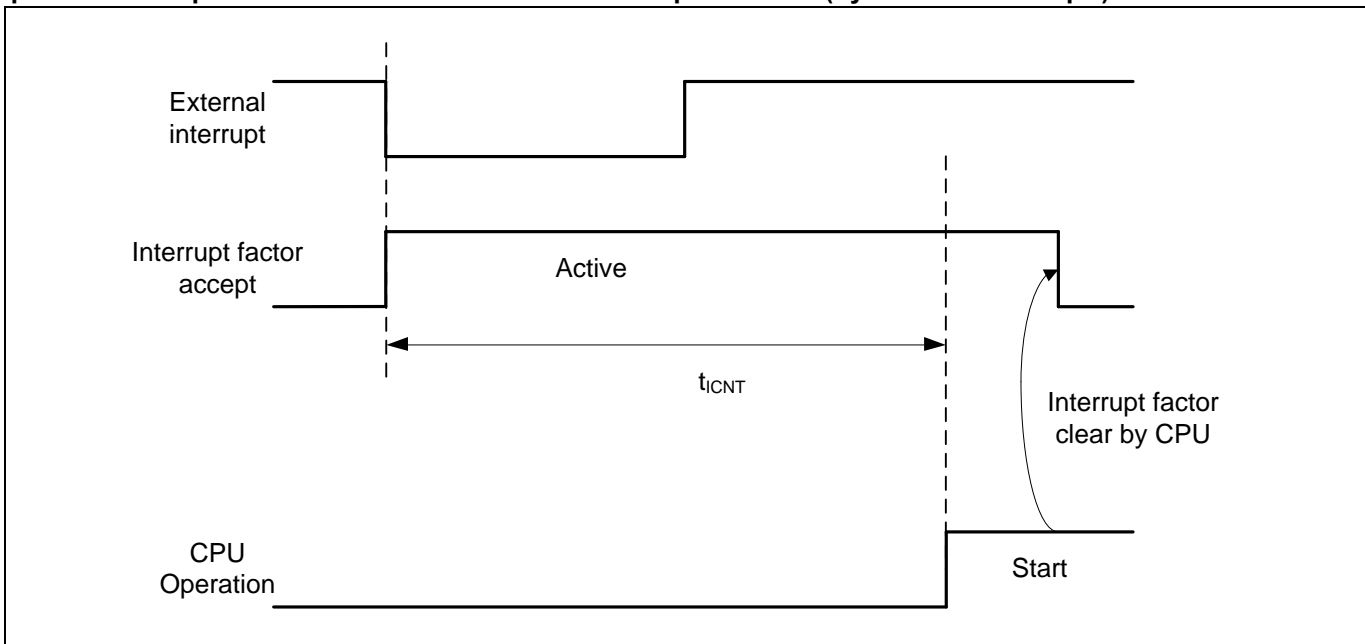 External
interrupt
Interrupt factor
accept
Active
tICNT
Interrupt factor
clear by CPU
CPU
Operation
Start